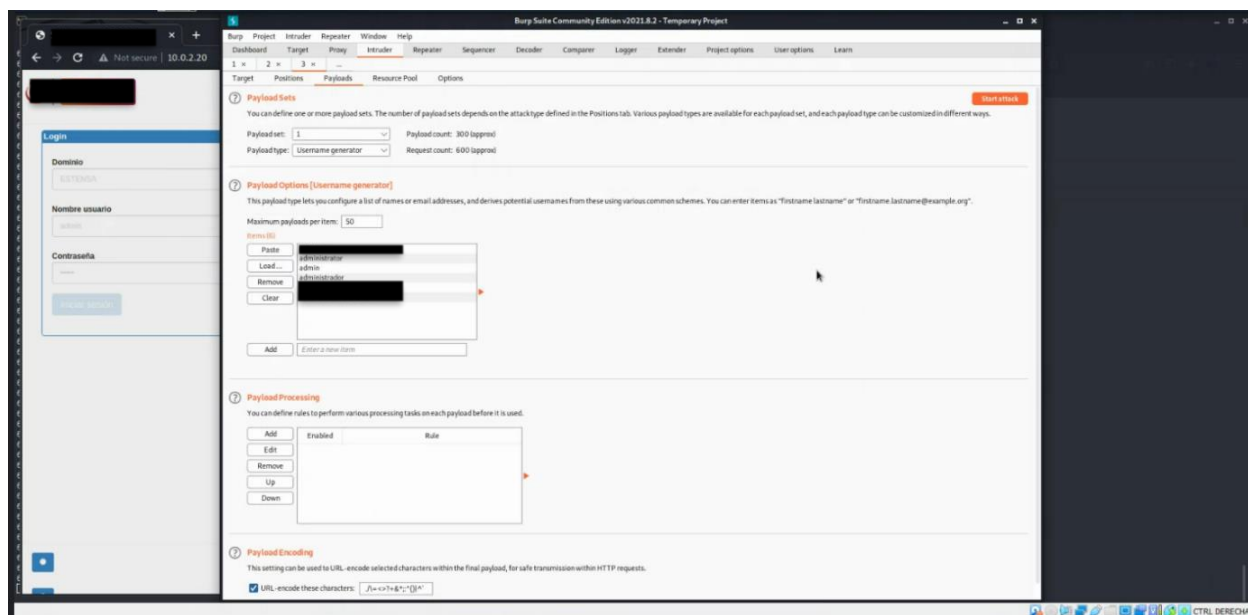 Burp Suite Community Edition v2021.8.2 - Temporary Project
Burp Project Intruder Repeater Window Help
Dashboard Target Proxy Intruder Repeater Sequencer Decoder Comparer Logger Extender Project options User options Learn
1 × 2 × 3 × ...
Target Positions Payloads Resource Pool Options
Not secure 10.0.2.20
Login
Dominio
EXTENSA
Nombre usuario
admin
Contraseña
Iniciar sesión
Payload Sets
Start attack
You can define one or more payload sets. The number of payload sets depends on the attack type defined in the Positions tab. Various payload types are available for each payload set, and each payload type can be customized in different ways.
Payload set: 1 Payload count: 300 (approx)
Payload type: Username generator Request count: 600 (approx)
Payload Options [Username generator]
This payload type lets you configure a list of names or email addresses, and derives potential usernames from these using various common schemes. You can enter items as "firstname lastname" or "firstname.lastname@example.org".
Maximum payloads per item: 50
Items (6)
Paste
administrator
Load...
admin
administrador
Remove
Clear
Add Enter a new item
Payload Processing
You can define rules to perform various processing tasks on each payload before it is used.
Add Enabled Rule
Edit
Remove
Up
Down
Payload Encoding
This setting can be used to URL-encode selected characters within the final payload, for safe transmission within HTTP requests.
URL-encode these characters:
CTRL DERECHA